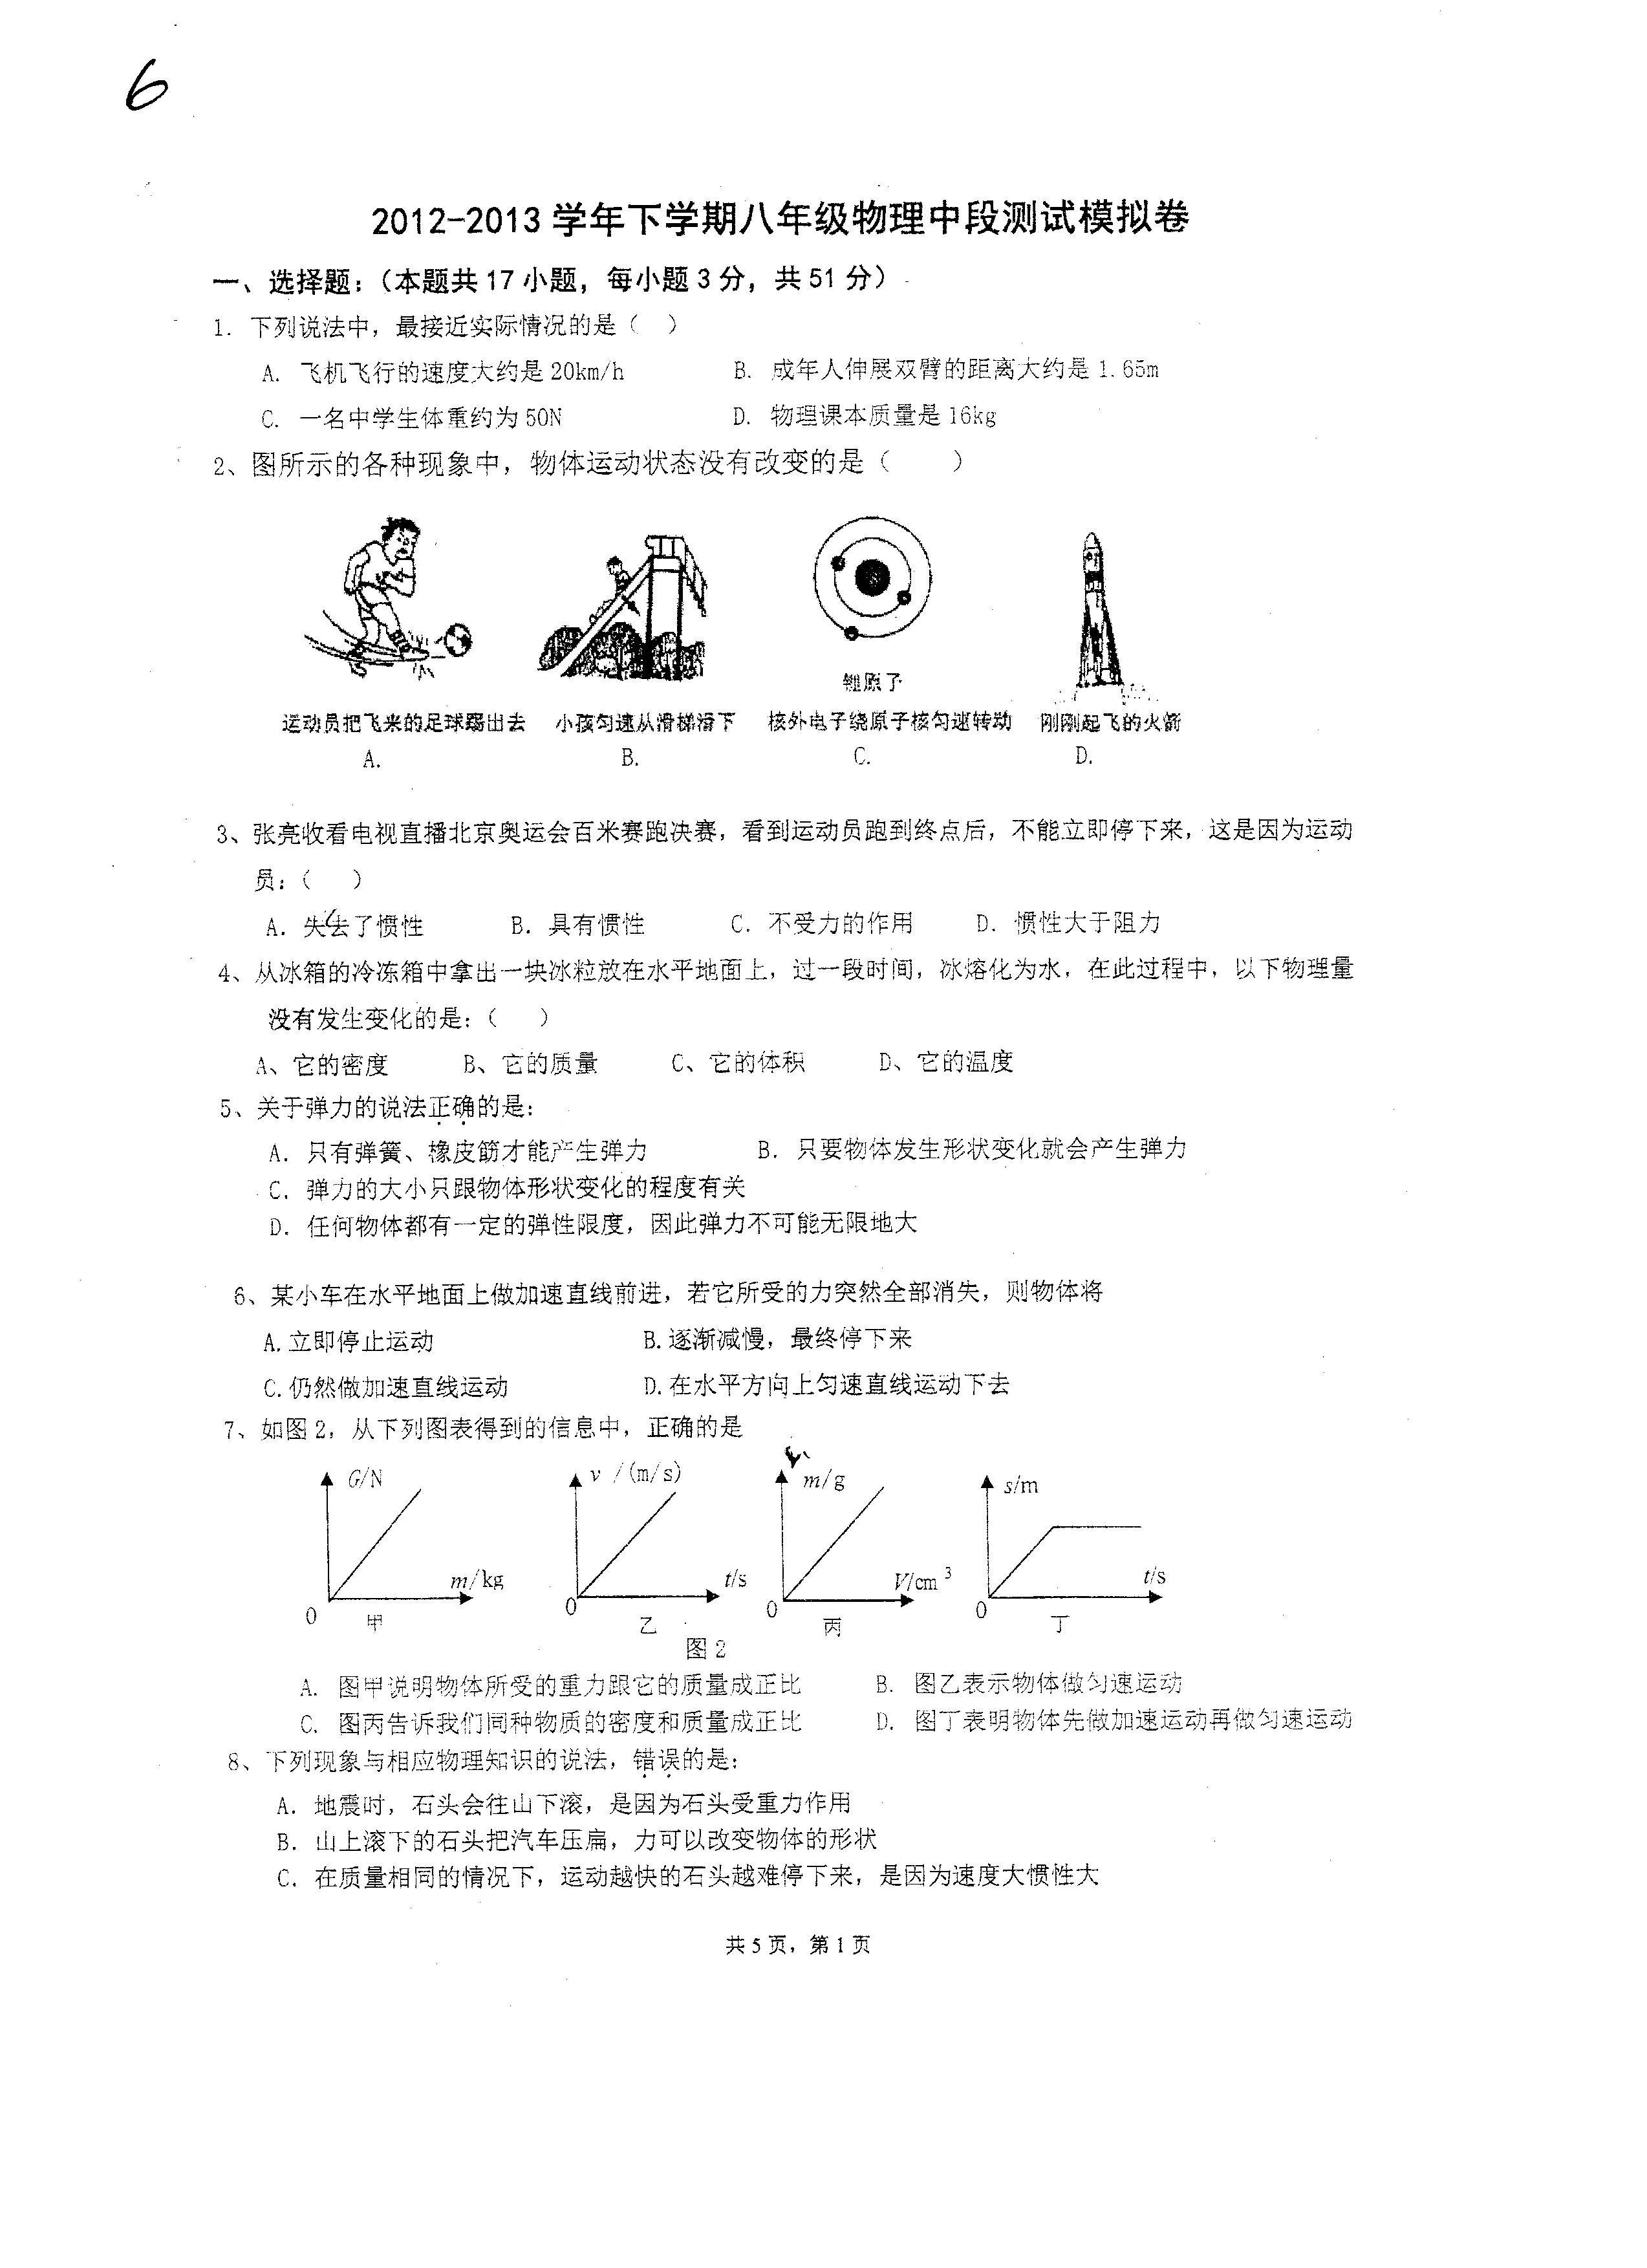 6
2012-2013学年下学期八年级物理中段测试模拟卷
一、选择题：（本题共17小题，每小题3分，共51分）
1. 下列说法中，最接近实际情况的是（ ）
A. 飞机飞行的速度大约是20km/h B. 成年人伸展双臂的距离大约是1.65m
C. 一名中学生体重约为50N D. 物理课本质量是16kg
2、图所示的各种现象中，物体运动状态没有改变的是（ ）
锂原子
运动员把飞来的足球踢出去 小孩匀速从滑梯滑下 核外电子绕原子核匀速转动 刚刚起飞的火箭
A. B. C. D.
3、张亮收看电视直播北京奥运会百米赛跑决赛，看到运动员跑到终点后，不能立即停下来，这是因为运动
员：（ ）
A. 失去了惯性 B. 具有惯性 C. 不受力的作用 D. 惯性大于阻力
4、从冰箱的冷冻箱中拿出一块冰粒放在水平地面上，过一段时间，冰熔化为水，在此过程中，以下物理量
没有发生变化的是：（ ）
A、它的密度 B、它的质量 C、它的体积 D、它的温度
5、关于弹力的说法正确的是：
A. 只有弹簧、橡皮筋才能产生弹力 B. 只要物体发生形状变化就会产生弹力
C. 弹力的大小只跟物体形状变化的程度有关
D. 任何物体都有一定的弹性限度，因此弹力不可能无限地大
6、某小车在水平地面上做加速直线前进，若它所受的力突然全部消失，则物体将
A.立即停止运动 B.逐渐减慢，最终停下来
C.仍然做加速直线运动 D.在水平方向上匀速直线运动下去
7、如图2，从下列图表得到的信息中，正确的是
G/N v /(m/s) m/g s/m
m/kg t/s V/cm³ t/s
0 0 0 0
甲 乙 丙 丁
图2
A. 图甲说明物体所受的重力跟它的质量成正比 B. 图乙表示物体做匀速运动
C. 图丙告诉我们同种物质的密度和质量成正比 D. 图丁表明物体先做加速运动再做匀速运动
8、下列现象与相应物理知识的说法，错误的是：
A. 地震时，石头会往山下滚，是因为石头受重力作用
B. 山上滚下的石头把汽车压扁，力可以改变物体的形状
C. 在质量相同的情况下，运动越快的石头越难停下来，是因为速度大惯性大
共5页，第1页